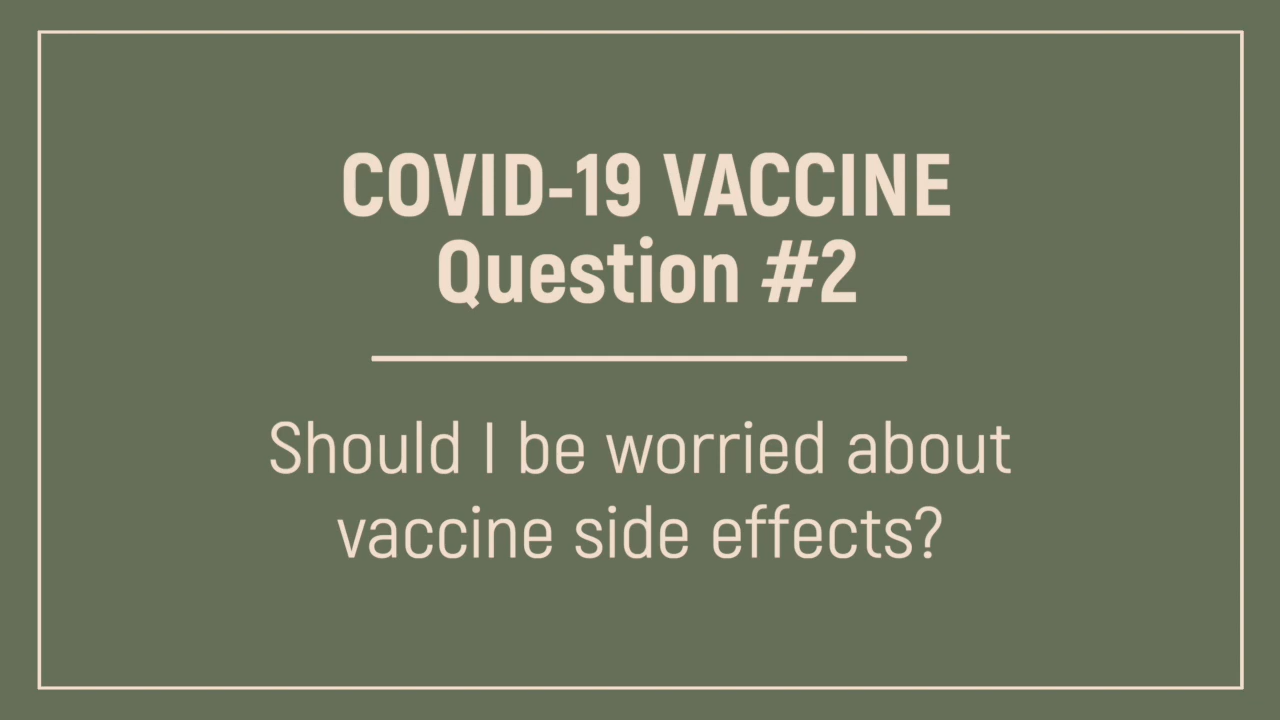 COVID-19 VACCINE
Question #2
Should I be worried about
vaccine side effects?